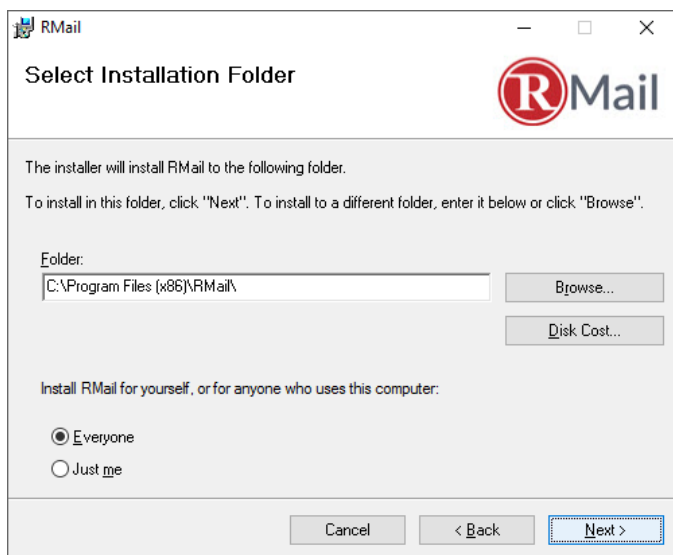 RMail
Select Installation Folder
RMail
The installer will install RMail to the following folder.
To install in this folder, click "Next". To install to a different folder, enter it below or click "Browse".
Folder:
C:\Program Files (x86)\RMail\
Browse...
Disk Cost...
Install RMail for yourself, or for anyone who uses this computer:
Everyone
Just me
Cancel
< Back
Next >